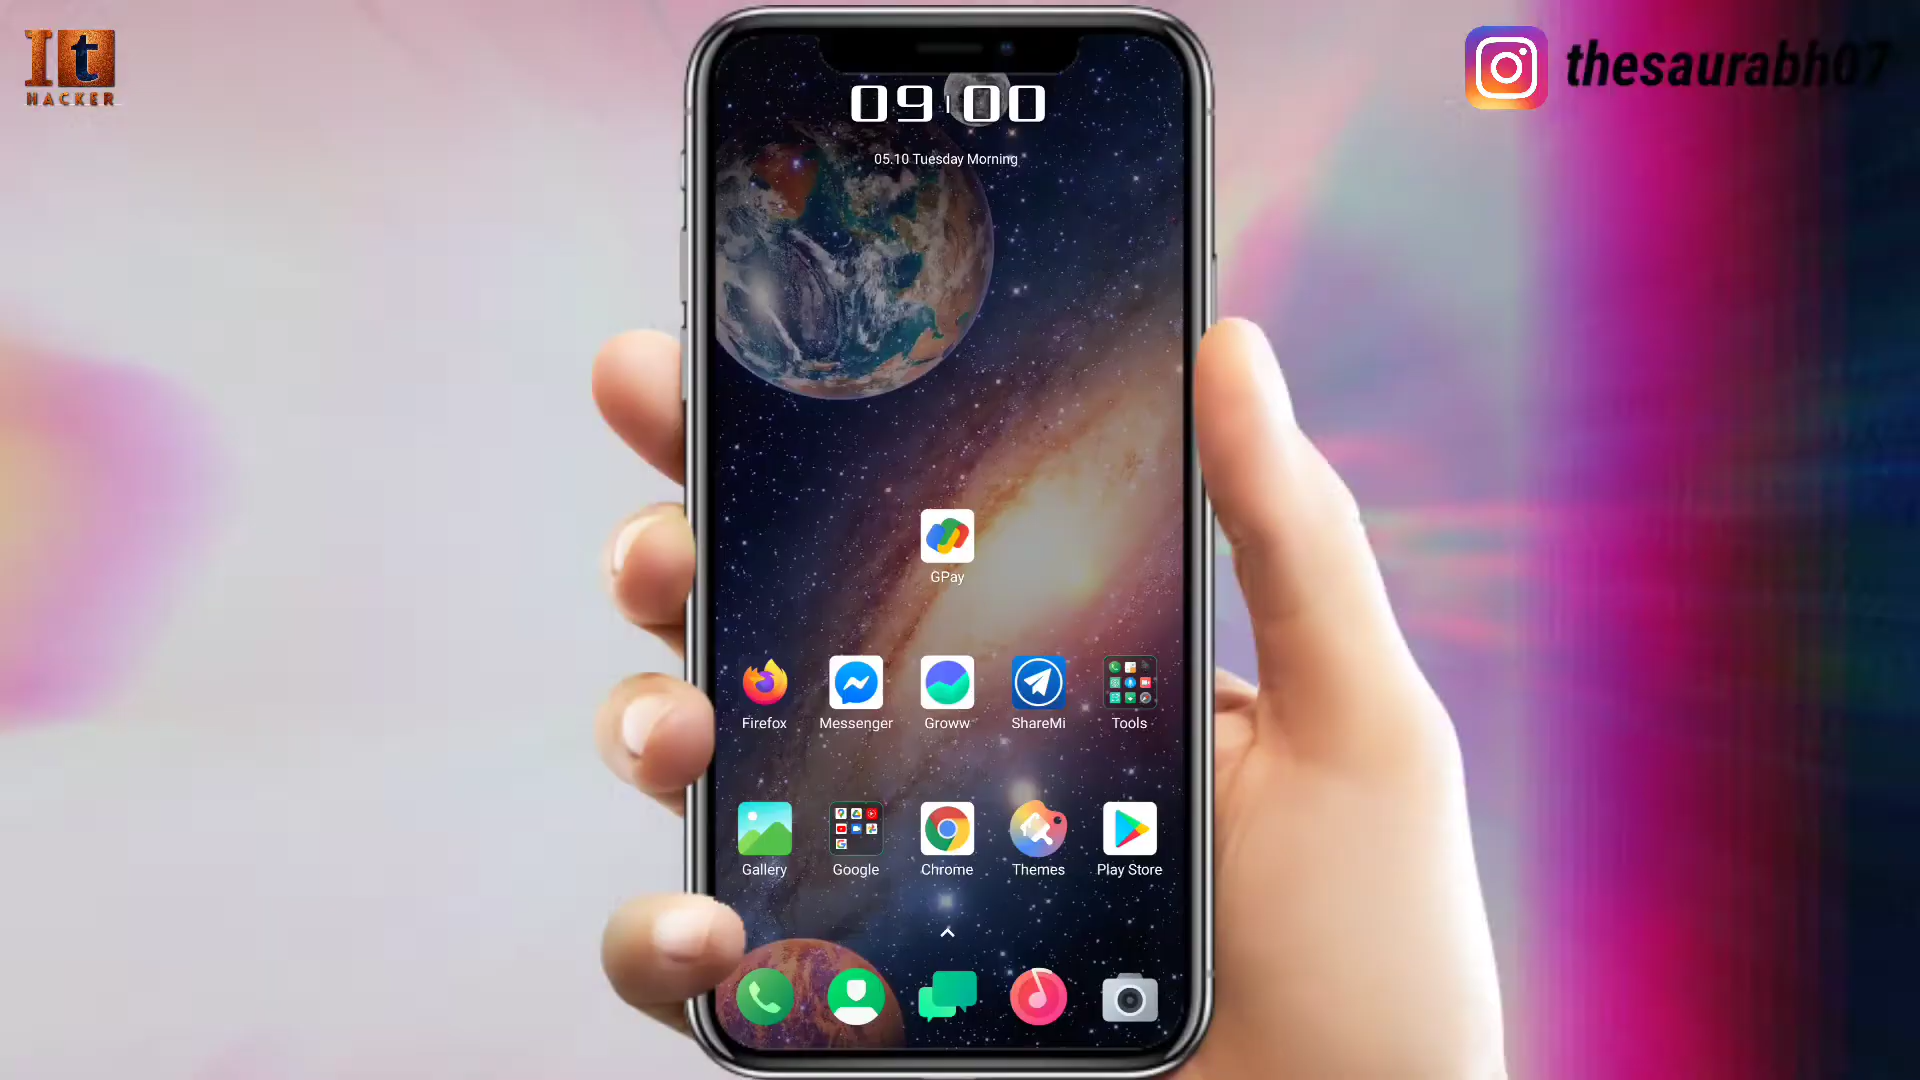 It
HACKER
thesaurabh07
09:00
05.10 Tuesday Morning
GPay
Firefox
Messenger
Groww
ShareMi
Tools
Gallery
Google
Chrome
Themes
Play Store